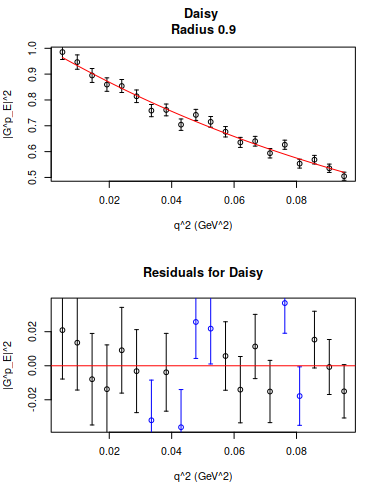 Daisy
Radius 0.9
|G^p_E|^2
1.0
0.9
0.8
0.7
0.6
0.5
0.02 0.04 0.06 0.08
q^2 (GeV^2)
Residuals for Daisy
|G^p_E|^2
0.02
0.00
-0.02
0.02 0.04 0.06 0.08
q^2 (GeV^2)